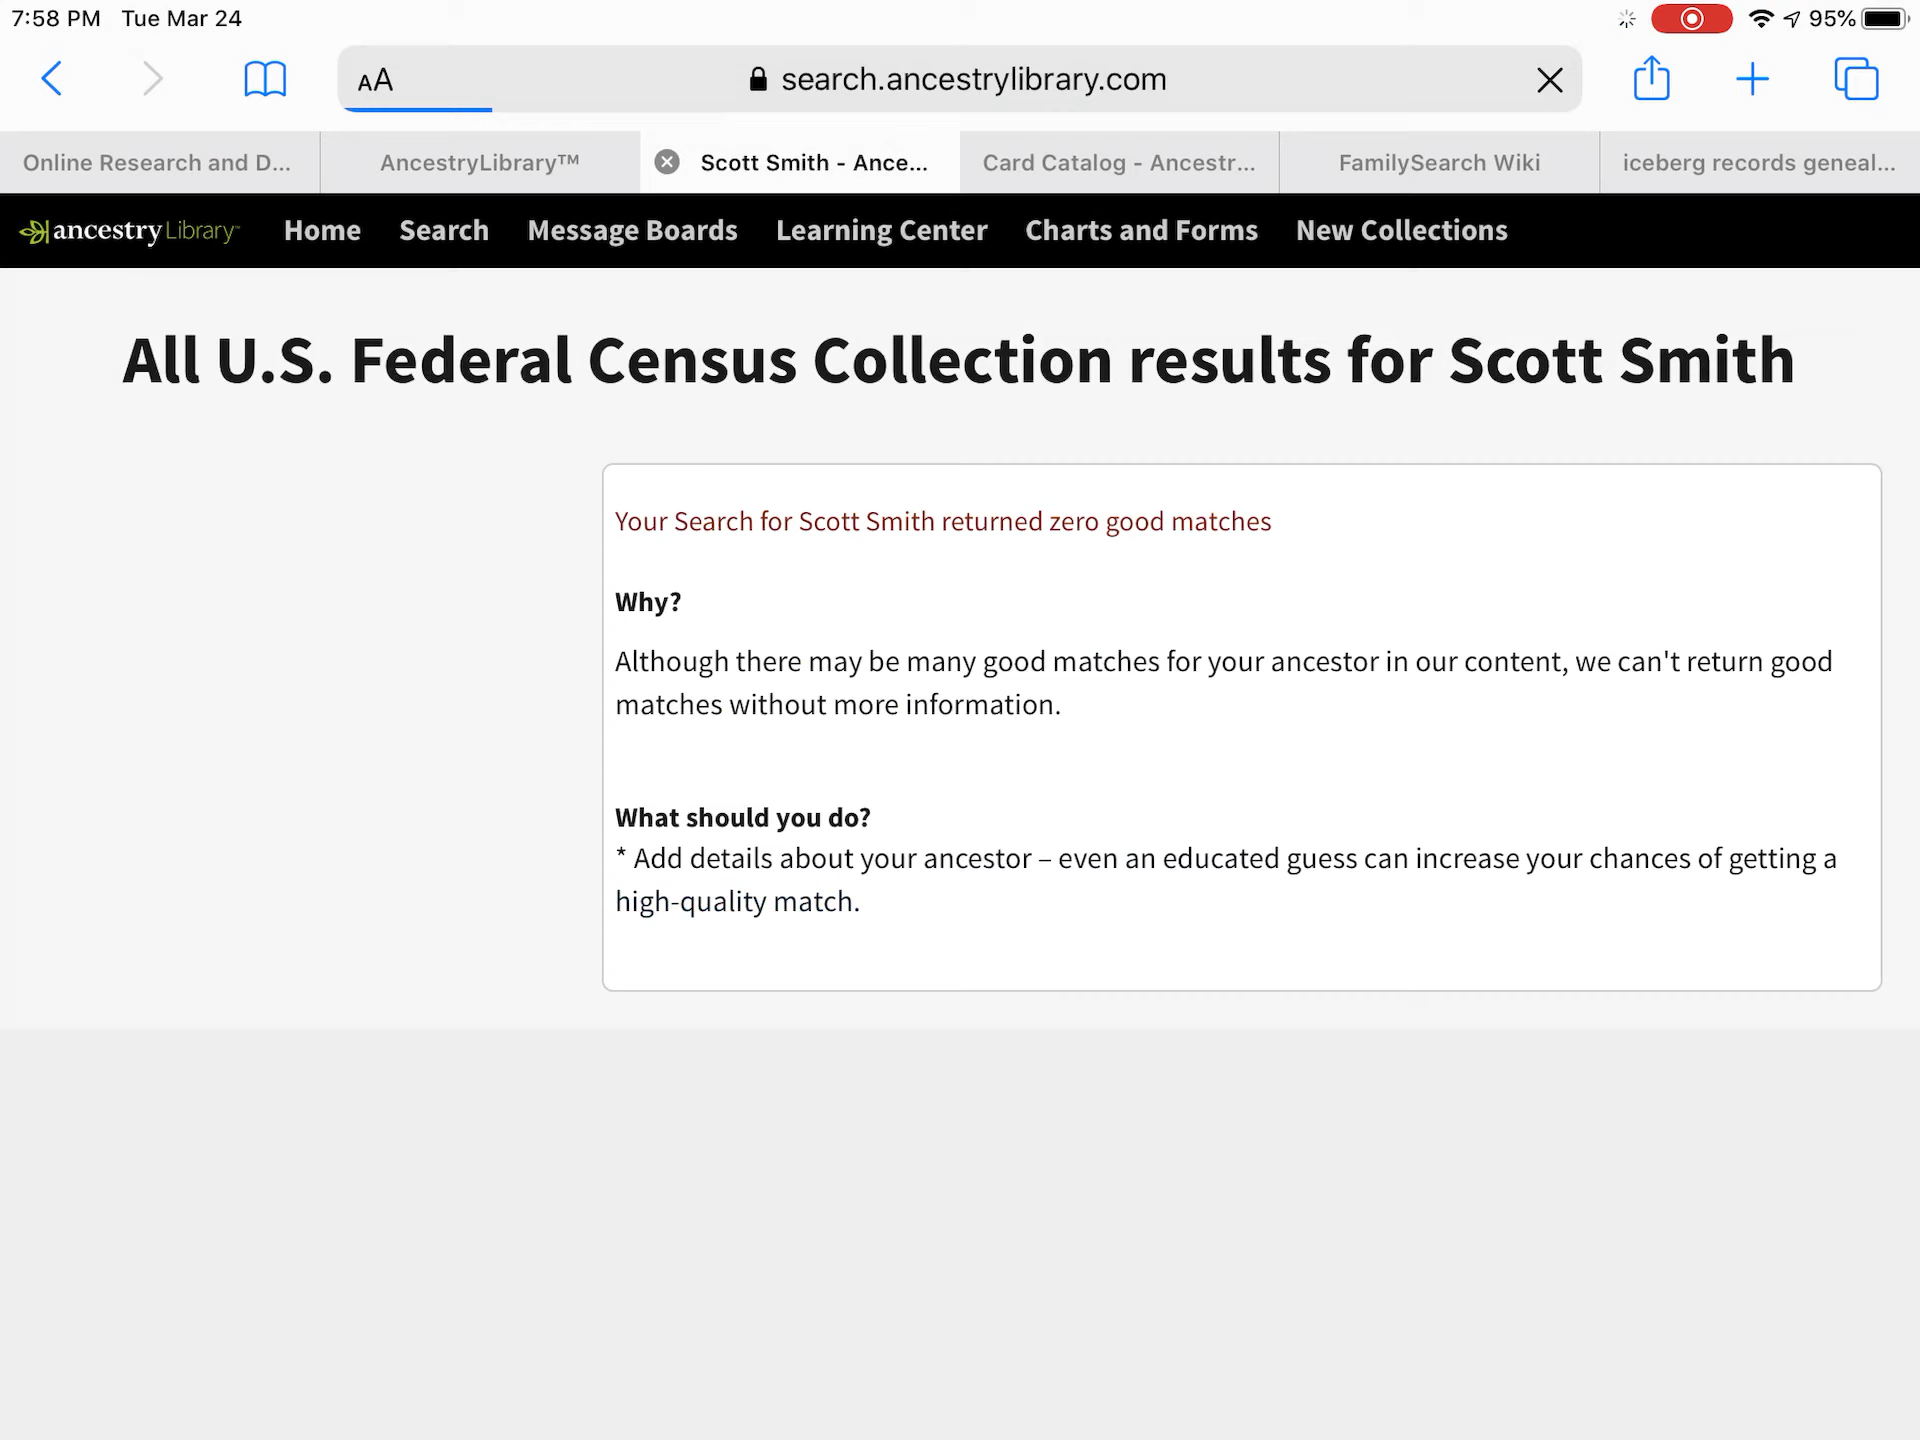 7:58 PM Tue Mar 24 95%
AA search.ancestrylibrary.com
Online Research and D... AncestryLibrary™ Scott Smith - Ance... Card Catalog - Ancestr... FamilySearch Wiki iceberg records geneal...
ancestryLibrary™ Home Search Message Boards Learning Center Charts and Forms New Collections
All U.S. Federal Census Collection results for Scott Smith
Your Search for Scott Smith returned zero good matches
Why?
Although there may be many good matches for your ancestor in our content, we can't return good
matches without more information.
What should you do?
* Add details about your ancestor – even an educated guess can increase your chances of getting a
high-quality match.